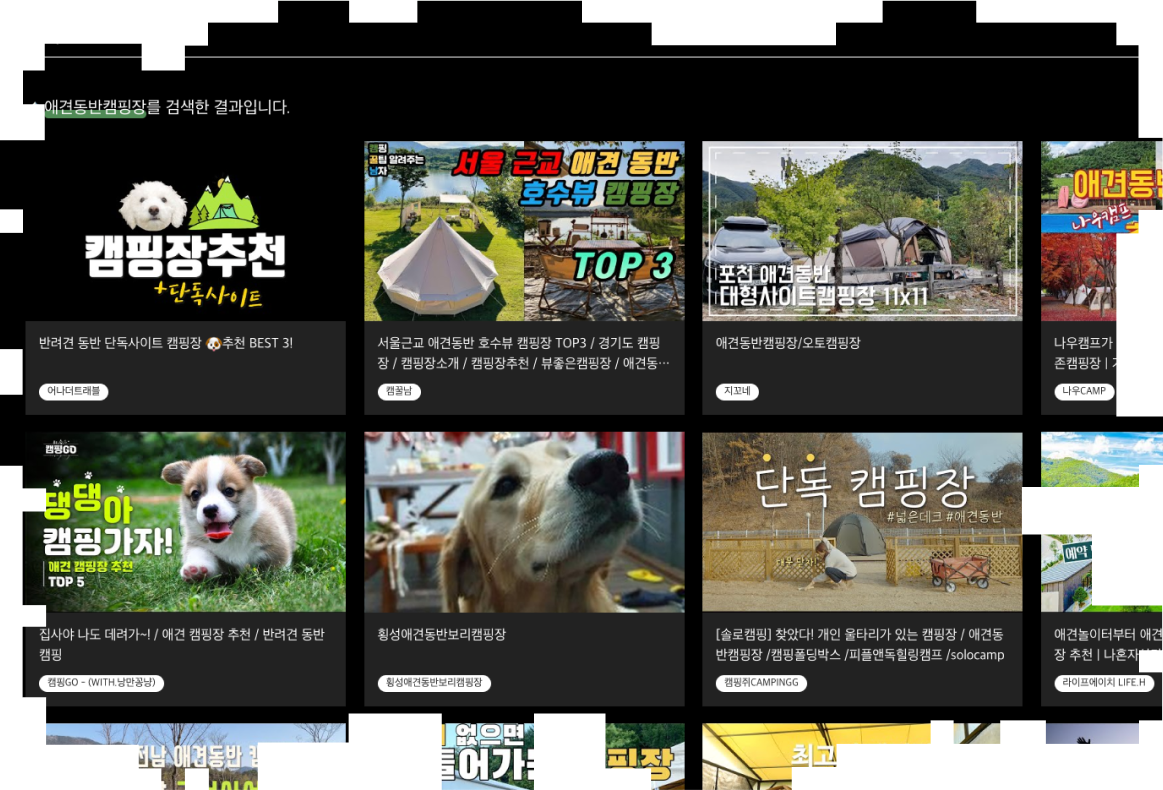 애견동반캠핑장를 검색한 결과입니다.
캠핑장추천
+단독사이트
반려견 동반 단독사이트 캠핑장 🐶추천 BEST 3!
어나더트래블
캠핑
꿀팁 알려주는
남자
서울 근교 애견 동반
호수뷰 캠핑장
TOP 3
서울근교 애견동반 호수뷰 캠핑장 TOP3 / 경기도 캠핑
장 / 캠핑장소개 / 캠핑장추천 / 뷰좋은캠핑장 / 애견동…
캠꿀남
포천 애견동반
대형사이트캠핑장 11x11
애견동반캠핑장/오토캠핑장
지꼬네
애견동
나우캠프
나우캠프가
존캠핑장 |
나우CAMP
캠핑GO
댕댕아
캠핑가자!
애견 캠핑장 추천
TOP 5
집사야 나도 데려가~! / 애견 캠핑장 추천 / 반려견 동반
캠핑
캠핑GO - (WITH.낭만꽁냥)
횡성애견동반보리캠핑장
횡성애견동반보리캠핑장
단독 캠핑장
#넓은데크 #애견동반
[솔로캠핑] 찾았다! 개인 울타리가 있는 캠핑장 / 애견동
반캠핑장 /캠핑폴딩박스 /피플앤독힐링캠프 /solocamp
캠핑쥐CAMPINGG
예약
애견놀이터부터 애견
장 추천 | 나혼자
라이프에이치 LIFE.H
전남 애견동반
없으면
들어가는
핑장
최고